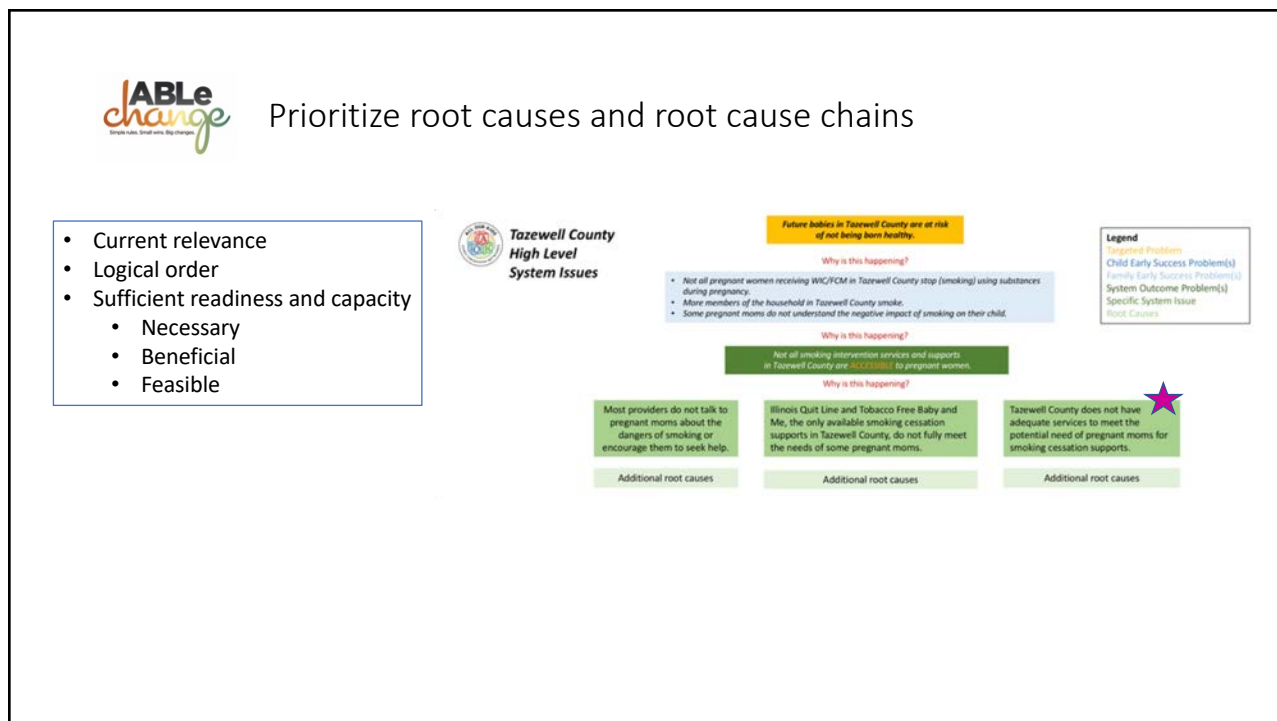 ABLe
change
Simple rules. Small wins. Big changes.
Prioritize root causes and root cause chains
• Current relevance
• Logical order
• Sufficient readiness and capacity
• Necessary
• Beneficial
• Feasible
Tazewell County
High Level
System Issues
Future babies in Tazewell County are at risk
of not being born healthy.
Why is this happening?
• Not all pregnant women receiving WIC/FCM in Tazewell County stop (smoking) using substances
during pregnancy.
• More members of the household in Tazewell County smoke.
• Some pregnant moms do not understand the negative impact of smoking on their child.
Why is this happening?
Not all smoking intervention services and supports
in Tazewell County are ACCESSIBLE to pregnant women.
Why is this happening?
Most providers do not talk to
pregnant moms about the
dangers of smoking or
encourage them to seek help.
Additional root causes
Illinois Quit Line and Tobacco Free Baby and
Me, the only available smoking cessation
supports in Tazewell County, do not fully meet
the needs of some pregnant moms.
Additional root causes
Tazewell County does not have
adequate services to meet the
potential need of pregnant moms for
smoking cessation supports.
Additional root causes
Legend
Targeted Problem
Child Early Success Problem(s)
Family Early Success Problem(s)
System Outcome Problem(s)
Specific System Issue
Root Causes